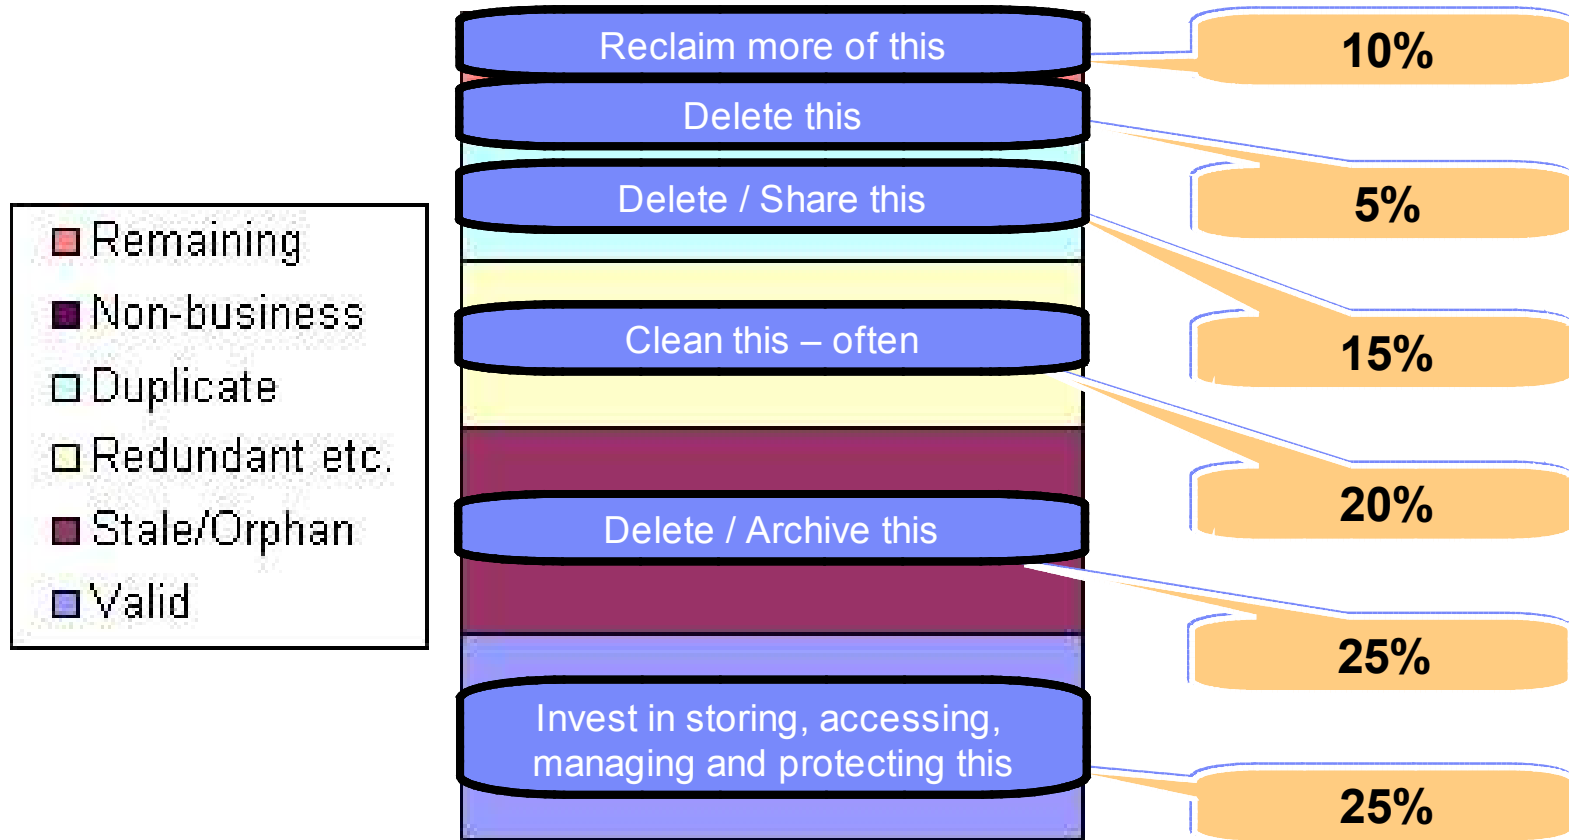 Reclaim more of this
10%
Delete this
5%
Delete / Share this
15%
Clean this – often
20%
Delete / Archive this
25%
Invest in storing, accessing,
managing and protecting this
25%
Remaining
Non-business
Duplicate
Redundant etc.
Stale/Orphan
Valid